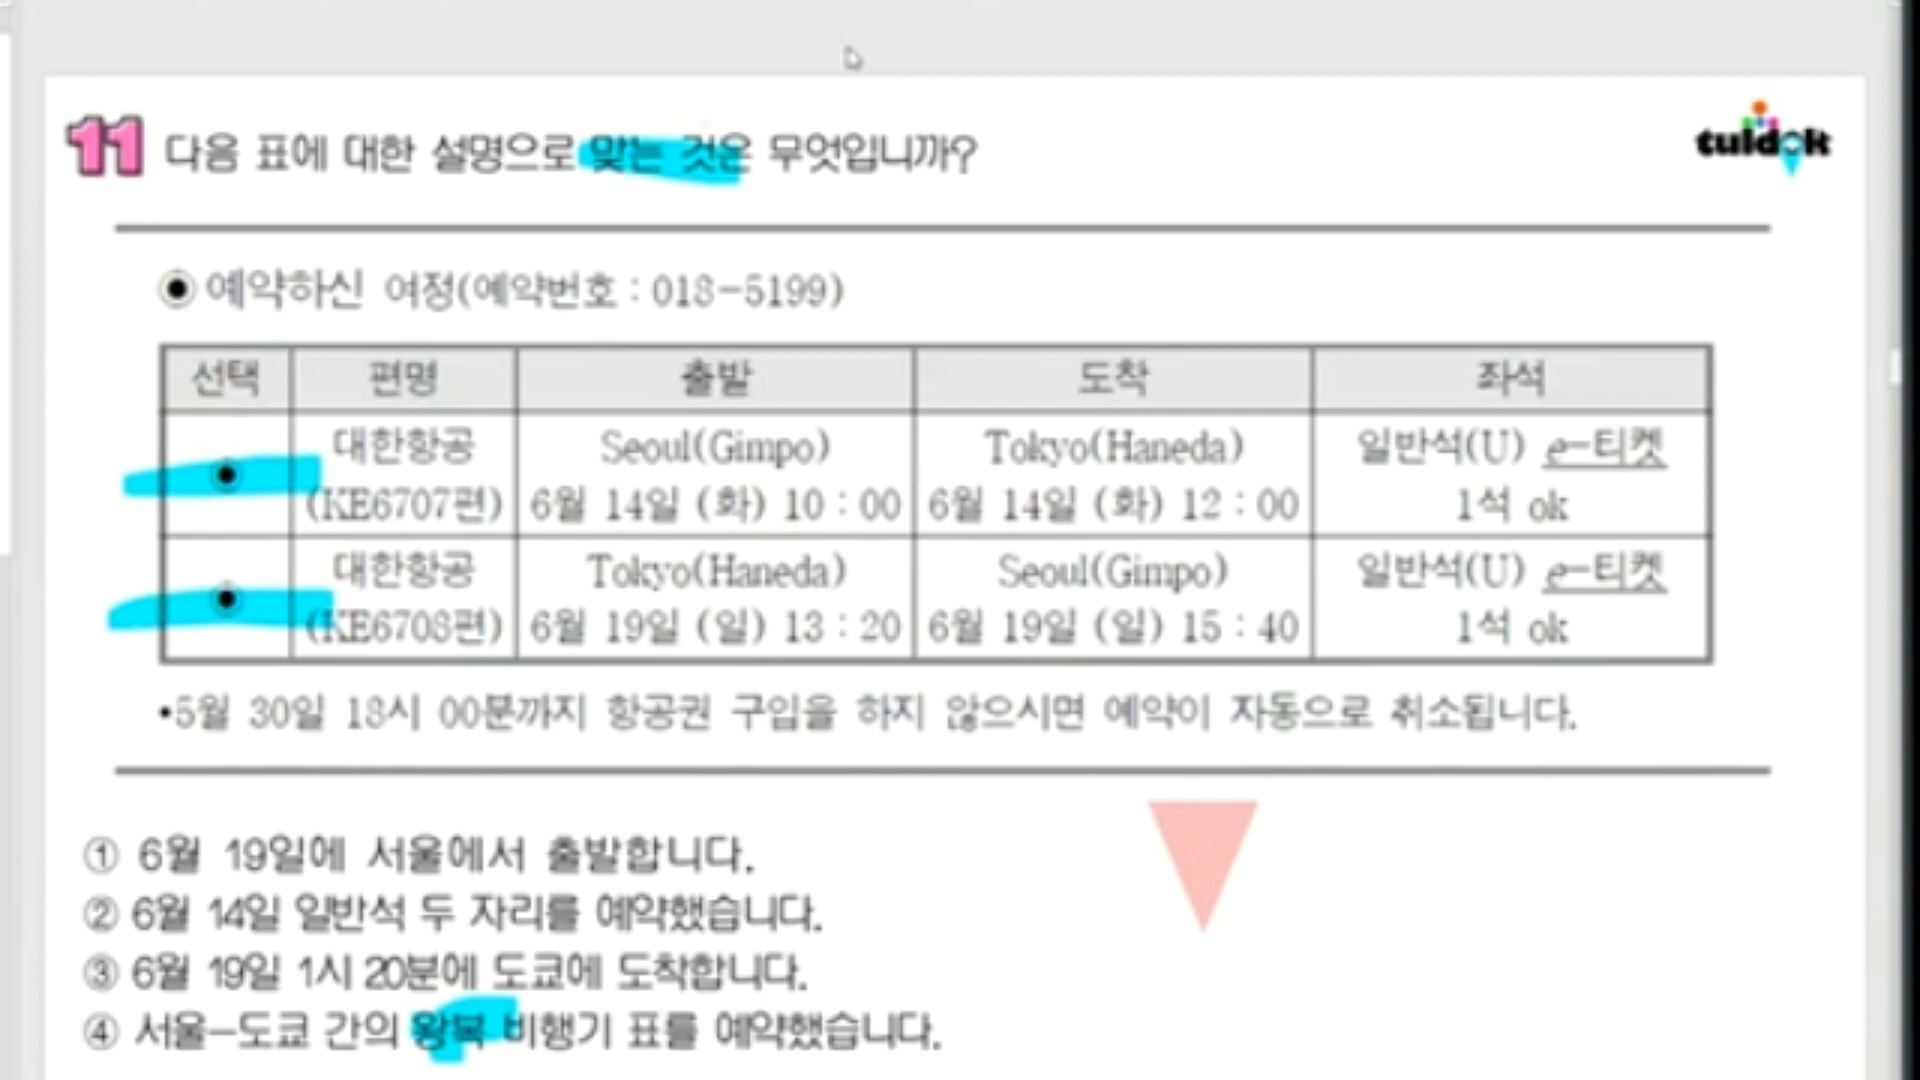 11 다음 표에 대한 설명으로 맞는 것은 무엇입니까?
tuidok
◉ 예약하신 여정(예약번호 : 018-5199)
선택 편명 출발 도착 좌석
대한항공 Seoul(Gimpo) Tokyo(Haneda) 일반석(U) e-티켓
(KE6707편) 6월 14일 (화) 10 : 00 6월 14일 (화) 12 : 00 1석 ok
대한항공 Tokyo(Haneda) Seoul(Gimpo) 일반석(U) e-티켓
(KE6708편) 6월 19일 (일) 13 : 20 6월 19일 (일) 15 : 40 1석 ok
•5월 30일 18시 00분까지 항공권 구입을 하지 않으시면 예약이 자동으로 취소됩니다.
① 6월 19일에 서울에서 출발합니다.
② 6월 14일 일반석 두 자리를 예약했습니다.
③ 6월 19일 1시 20분에 도쿄에 도착합니다.
④ 서울-도쿄 간의 왕복 비행기 표를 예약했습니다.